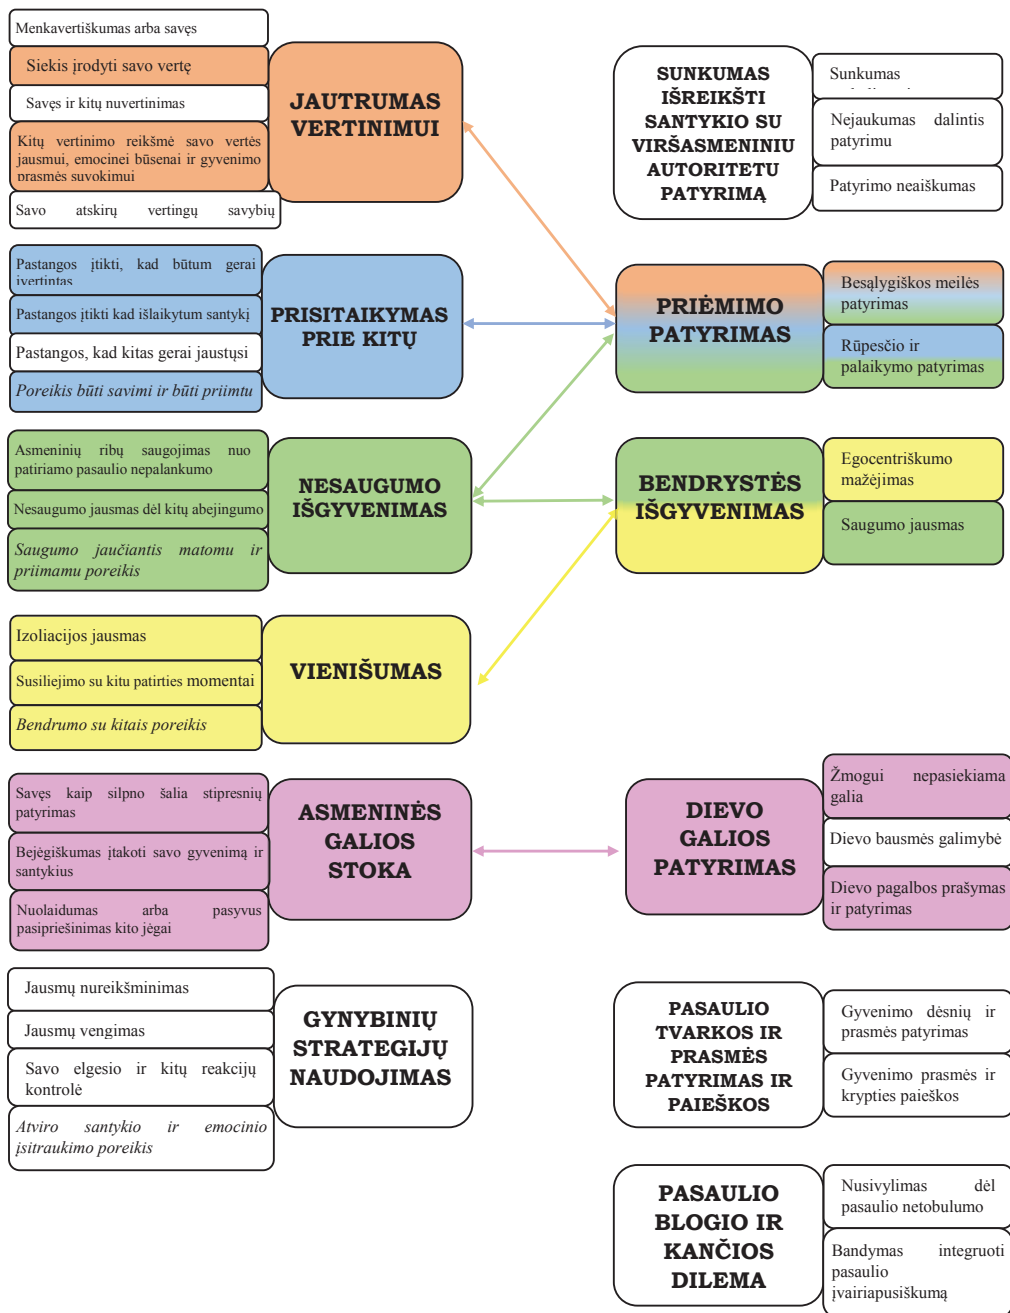 Menkavertiškumas arba savęs
Siekis įrodyti savo vertę
Savęs ir kitų nuvertinimas
Kitų vertinimo reikšmė savo vertės
jausmui, emocinei būsenai ir gyvenimo
prasmės suvokimui
Savo atskirų vertingų savybių
JAUTRUMAS
VERTINIMUI
SUNKUMAS
IŠREIKŠTI
SANTYKIO SU
VIRŠASMENINIU
AUTORITETU
PATYRIMĄ
Sunkumas
Nejaukumas dalintis
patyrimu
Patyrimo neaiškumas
Pastangos įtikti, kad būtum gerai
įvertintas
Pastangos įtikti kad išlaikytum santykį
Pastangos, kad kitas gerai jaustųsi
Poreikis būti savimi ir būti priimtu
PRISITAIKYMAS
PRIE KITŲ
PRIĖMIMO
PATYRIMAS
Besąlygiškos meilės
patyrimas
Rūpesčio ir
palaikymo patyrimas
Asmeninių ribų saugojimas nuo
patiriamo pasaulio nepalankumo
Nesaugumo jausmas dėl kitų abejingumo
Saugumo jaučiantis matomu ir
priimamu poreikis
NESAUGUMO
IŠGYVENIMAS
BENDRYSTĖS
IŠGYVENIMAS
Egocentriškumo
mažėjimas
Saugumo jausmas
Izoliacijos jausmas
Susiliejimo su kitu patirties momentai
Bendrumo su kitais poreikis
VIENIŠUMAS
Savęs kaip silpno šalia stipresnių
patyrimas
Bejėgiškumas įtakoti savo gyvenimą ir
santykius
Nuolaidumas arba pasyvus
pasipriešinimas kito jėgai
ASMENINĖS
GALIOS
STOKA
DIEVO
GALIOS
PATYRIMAS
Žmogui nepasiekiama
galia
Dievo bausmės galimybė
Dievo pagalbos prašymas
ir patyrimas
Jausmų nureikšminimas
Jausmų vengimas
Savo elgesio ir kitų reakcijų
kontrolė
Atviro santykio ir emocinio
įsitraukimo poreikis
GYNYBINIŲ
STRATEGIJŲ
NAUDOJIMAS
PASAULIO
TVARKOS IR
PRASMĖS
PATYRIMAS IR
PAIEŠKOS
Gyvenimo dėsnių ir
prasmės patyrimas
Gyvenimo prasmės ir
krypties paieškos
PASAULIO
BLOGIO IR
KANČIOS
DILEMA
Nusivylimas dėl
pasaulio netobulumo
Bandymas integruoti
pasaulio
įvairiapusiškumą